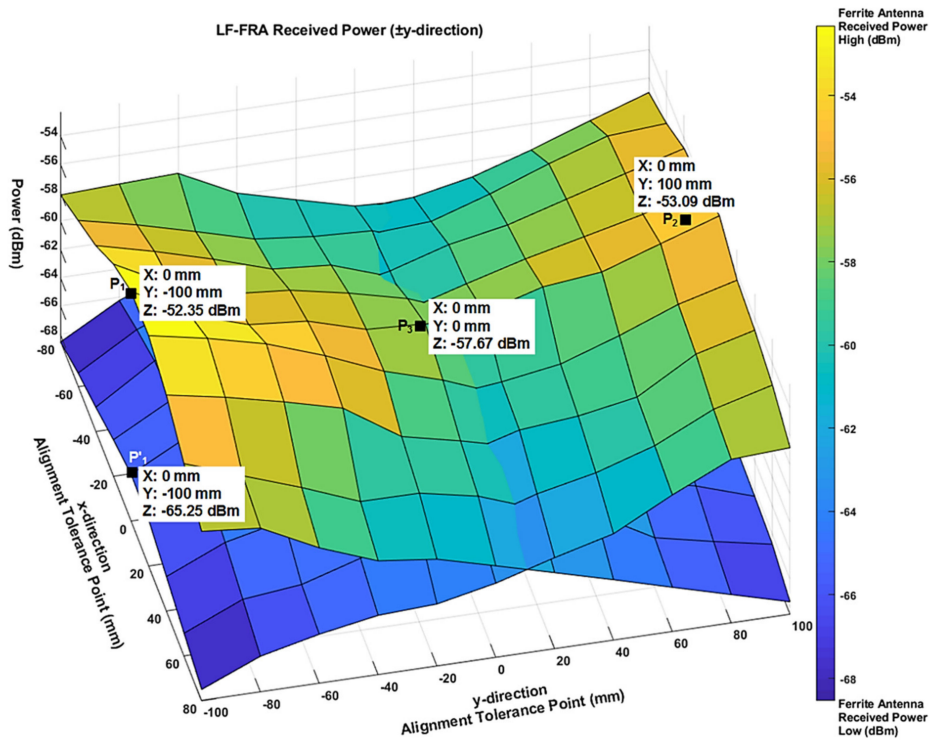 LF-FRA Received Power (±y-direction)
Ferrite Antenna
Received Power
High (dBm)
-54
-56
-58
-60
-62
-64
-66
-68
Ferrite Antenna
Received Power
Low (dBm)
Power (dBm)
-54
-56
-58
-60
-62
-64
-66
-68
P1
X: 0 mm
Y: -100 mm
Z: -52.35 dBm
P2
X: 0 mm
Y: 100 mm
Z: -53.09 dBm
P3
X: 0 mm
Y: 0 mm
Z: -57.67 dBm
P'1
X: 0 mm
Y: -100 mm
Z: -65.25 dBm
-80
-60
-40
-20
0
20
40
60
80
x-direction
Alignment Tolerance Point (mm)
-100
-80
-60
-40
-20
0
20
40
60
80
100
y-direction
Alignment Tolerance Point (mm)